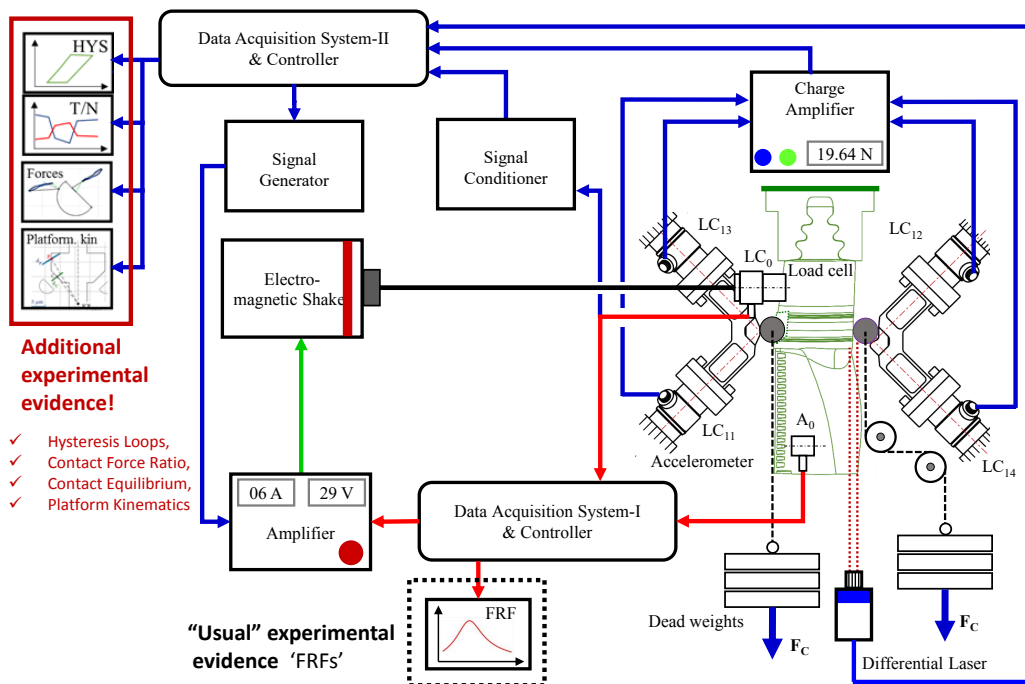 HYS
T/N
Forces
Platform. kin
Additional
experimental
evidence!
✓ Hysteresis Loops,
✓ Contact Force Ratio,
✓ Contact Equilibrium,
✓ Platform Kinematics
Data Acquisition System-II
& Controller
Signal
Generator
Signal
Conditioner
Charge
Amplifier
19.64 N
Electro-
magnetic Shake
LC13
LC0
Load cell
LC12
LC11
Accelerometer
A0
LC14
06 A
29 V
Amplifier
Data Acquisition System-I
& Controller
FRF
"Usual" experimental
evidence 'FRFs'
Dead weights
FC
FC
Differential Laser